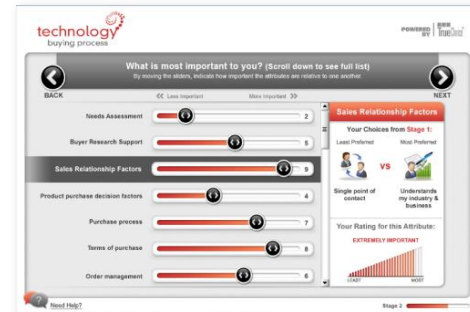 technology
buying process
POWERED BY TrueChoice
What is most important to you? (Scroll down to see full list)
By moving the sliders, indicate how important the attributes are relative to one another.
BACK
NEXT
Less Important
More Important
Needs Assessment 2
Buyer Research Support 5
Sales Relationship Factors 9
Product purchase decision factors 4
Purchase process 7
Terms of purchase 8
Order management 6
Sales Relationship Factors
Your Choices from Stage 1:
Least Preferred
Most Preferred
VS
Single point of contact
Understands my industry & business
Your Rating for this Attribute:
EXTREMELY IMPORTANT
LEAST
MOST
Need Help?
Stage 2